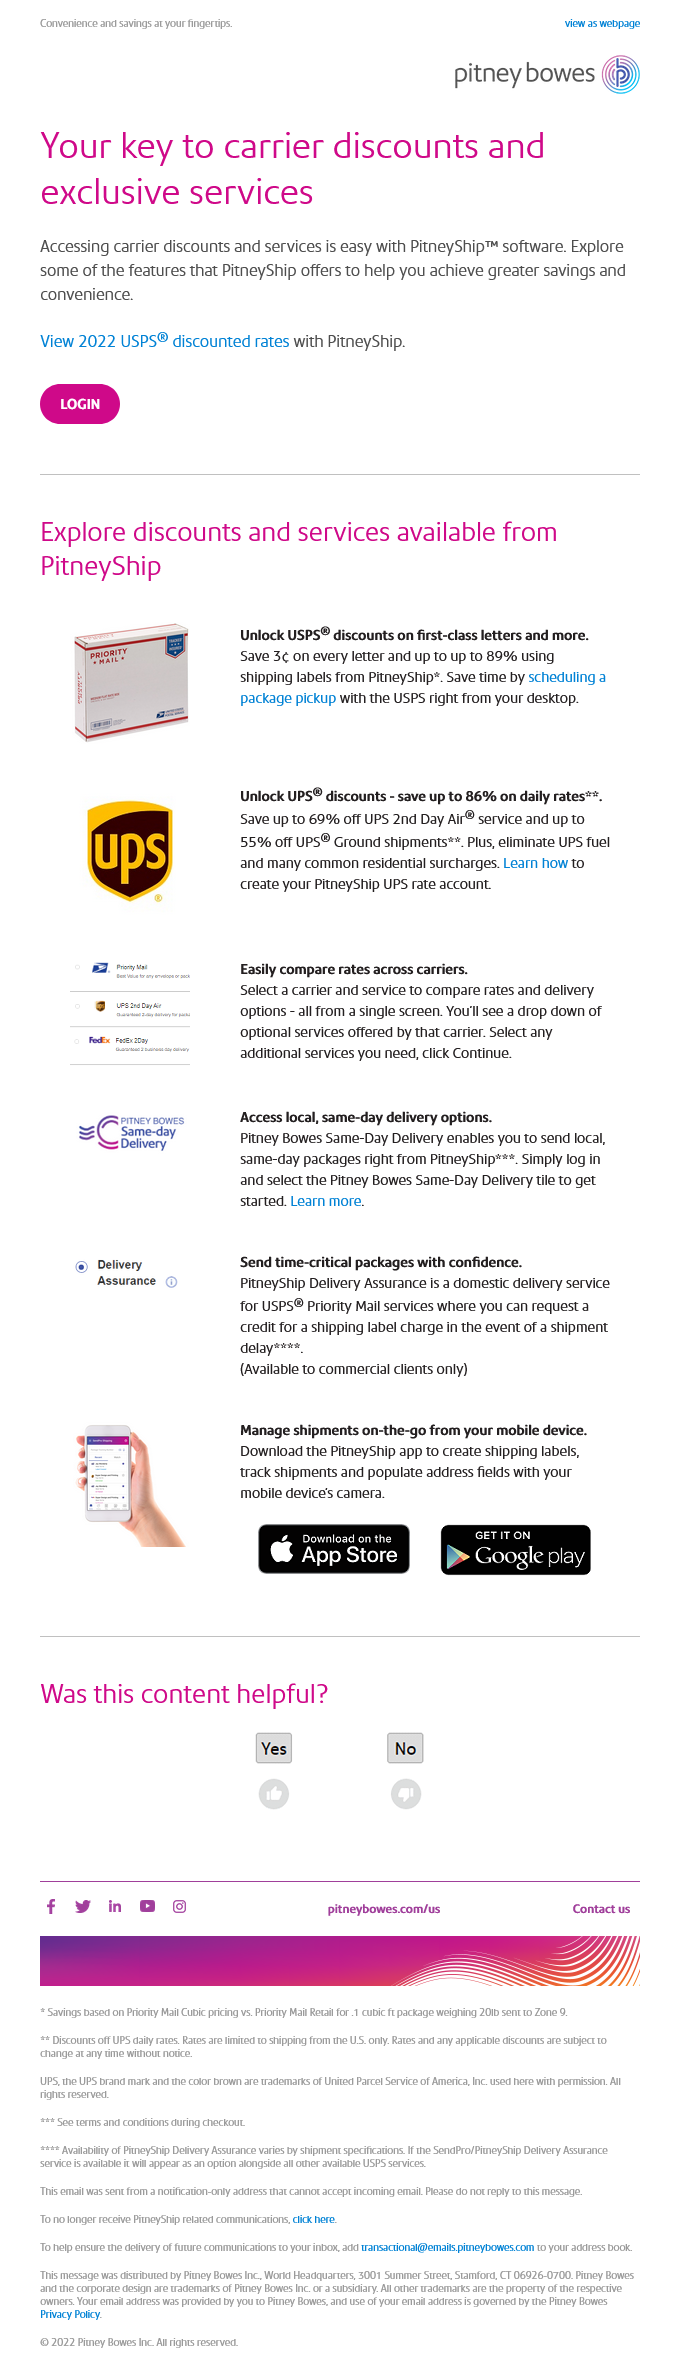 Convenience and savings at your fingertips.
view as webpage
pitney bowes
Your key to carrier discounts and
exclusive services
Accessing carrier discounts and services is easy with PitneyShip™ software. Explore
some of the features that PitneyShip offers to help you achieve greater savings and
convenience.
View 2022 USPS® discounted rates with PitneyShip.
LOGIN
Explore discounts and services available from
PitneyShip
PRIORITY
MAIL
Unlock USPS® discounts on first-class letters and more.
Save 3¢ on every letter and up to up to 89% using
shipping labels from PitneyShip*. Save time by scheduling a
package pickup with the USPS right from your desktop.
ups
®
Unlock UPS® discounts - save up to 86% on daily rates**.
Save up to 69% off UPS 2nd Day Air® service and up to
55% off UPS® Ground shipments**. Plus, eliminate UPS fuel
and many common residential surcharges. Learn how to
create your PitneyShip UPS rate account.
Priority Mail
Best Value for any envelope or pack
UPS 2nd Day Air
Guaranteed 2-day delivery for packa
FedEx FedEx 2Day
Guaranteed 2 business day delivery
Easily compare rates across carriers.
Select a carrier and service to compare rates and delivery
options - all from a single screen. You'll see a drop down of
optional services offered by that carrier. Select any
additional services you need, click Continue.
PITNEY BOWES
Same-day
Delivery
Access local, same-day delivery options.
Pitney Bowes Same-Day Delivery enables you to send local,
same-day packages right from PitneyShip***. Simply log in
and select the Pitney Bowes Same-Day Delivery tile to get
started. Learn more.
Delivery
Assurance
Send time-critical packages with confidence.
PitneyShip Delivery Assurance is a domestic delivery service
for USPS® Priority Mail services where you can request a
credit for a shipping label charge in the event of a shipment
delay****.
(Available to commercial clients only)
Manage shipments on-the-go from your mobile device.
Download the PitneyShip app to create shipping labels,
track shipments and populate address fields with your
mobile device's camera.
Download on the
App Store
GET IT ON
Google play
Was this content helpful?
Yes
No
pitneybowes.com/us
Contact us
* Savings based on Priority Mail Cubic pricing vs. Priority Mail Retail for .1 cubic ft package weighing 20lb sent to Zone 9.
** Discounts off UPS daily rates. Rates are limited to shipping from the U.S. only. Rates and any applicable discounts are subject to
change at any time without notice.
UPS, the UPS brand mark and the color brown are trademarks of United Parcel Service of America, Inc. used here with permission. All
rights reserved.
*** See terms and conditions during checkout.
**** Availability of PitneyShip Delivery Assurance varies by shipment specifications. If the SendPro/PitneyShip Delivery Assurance
service is available it will appear as an option alongside all other available USPS services.
This email was sent from a notification-only address that cannot accept incoming email. Please do not reply to this message.
To no longer receive PitneyShip related communications, click here.
To help ensure the delivery of future communications to your inbox, add transactional@emails.pitneybowes.com to your address book.
This message was distributed by Pitney Bowes Inc., World Headquarters, 3001 Summer Street, Stamford, CT 06926-0700. Pitney Bowes
and the corporate design are trademarks of Pitney Bowes Inc. or a subsidiary. All other trademarks are the property of the respective
owners. Your email address was provided by you to Pitney Bowes, and use of your email address is governed by the Pitney Bowes
Privacy Policy.
© 2022 Pitney Bowes Inc. All rights reserved.